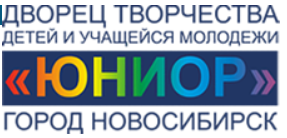 ДВОРЕЦ ТВОРЧЕСТВА
ДЕТЕЙ И УЧАЩЕЙСЯ МОЛОДЕЖИ
«ЮНИОР»
ГОРОД НОВОСИБИРСК